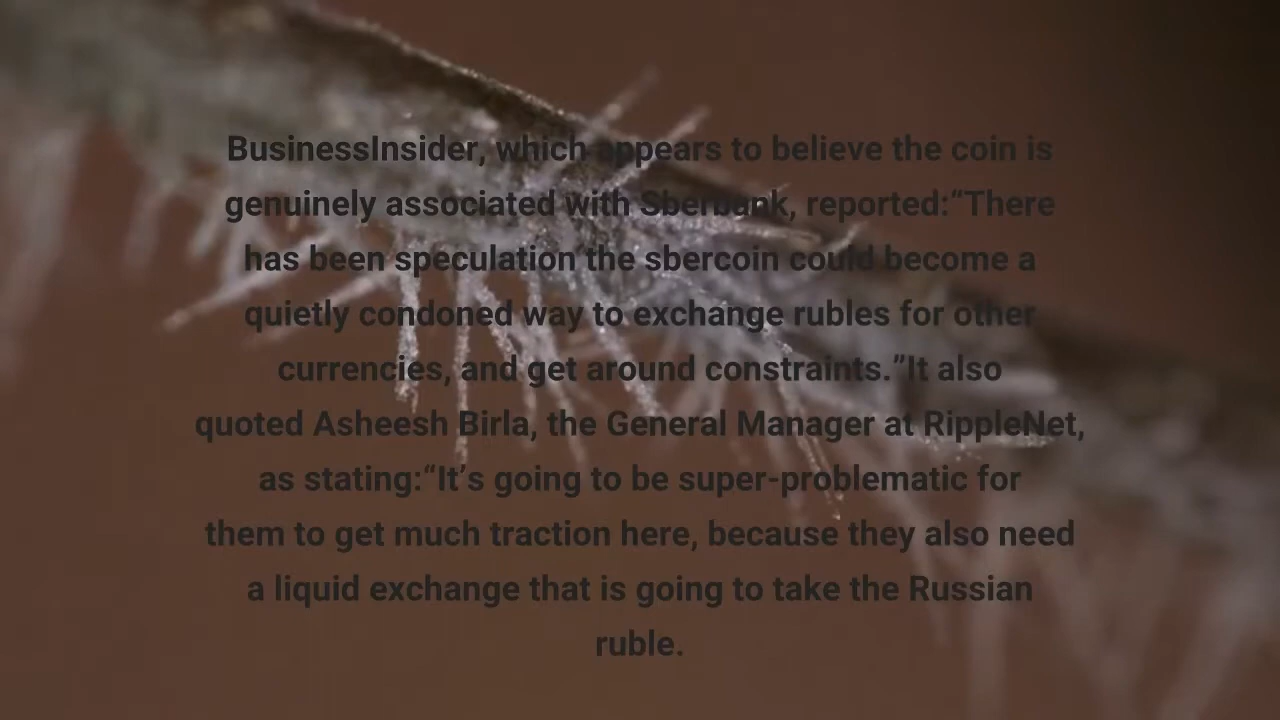 BusinessInsider, which appears to believe the coin is
genuinely associated with Sberbank, reported:“There
has been speculation the sbercoin could become a
quietly condoned way to exchange rubles for other
currencies, and get around constraints.”It also
quoted Asheesh Birla, the General Manager at RippleNet,
as stating:“It’s going to be super-problematic for
them to get much traction here, because they also need
a liquid exchange that is going to take the Russian
ruble.